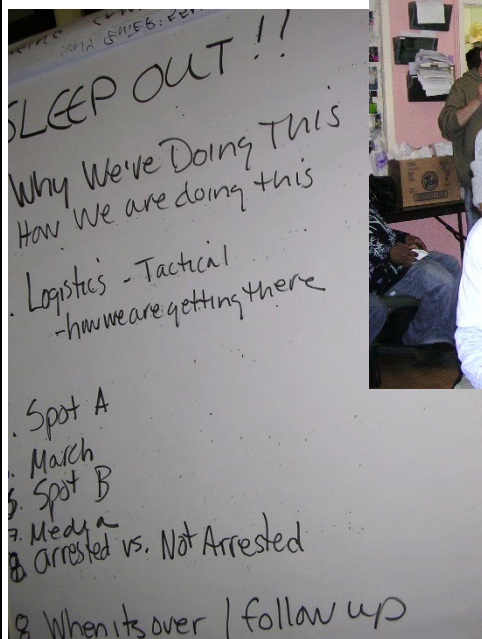 SLEEP OUT!!
Why We've Doing This
How We are doing this
. Logistics - Tactical
- how we are getting there
. Spot A
. March
6. Spot B
7. Media
8. arrested vs. Not Arrested
8 When its over / follow up